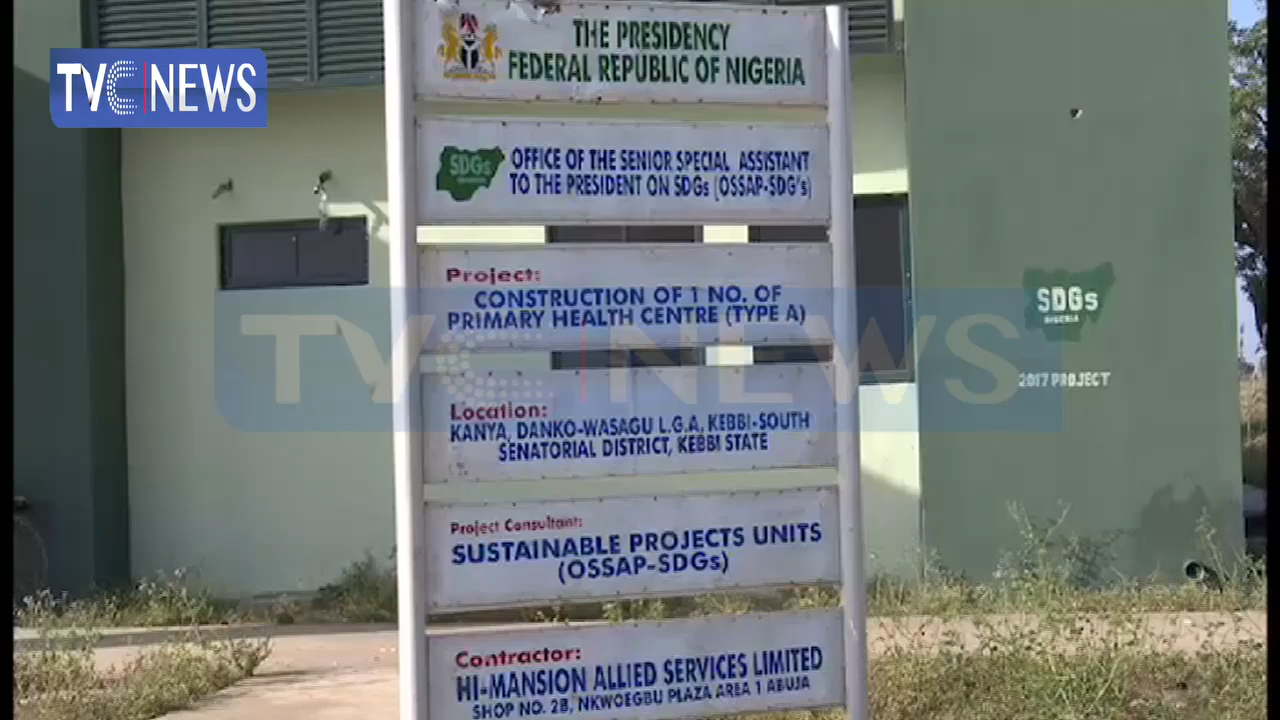 TVC NEWS
THE PRESIDENCY
FEDERAL REPUBLIC OF NIGERIA
SDGs
OFFICE OF THE SENIOR SPECIAL ASSISTANT
TO THE PRESIDENT ON SDGs (OSSAP-SDG's)
Project:
CONSTRUCTION OF 1 NO. OF
PRIMARY HEALTH CENTRE (TYPE A)
TVC NEWS
Location:
KANYA, DANKO-WASAGU L.G.A, KEBBI-SOUTH
SENATORIAL DISTRICT, KEBBI STATE
Project Consultant:
SUSTAINABLE PROJECTS UNITS
(OSSAP-SDGs)
Contractor:
HI-MANSION ALLIED SERVICES LIMITED
SHOP NO. 28, NKWOEGBU PLAZA AREA 1 ABUJA
SDGs
NIGERIA
2017 PROJECT